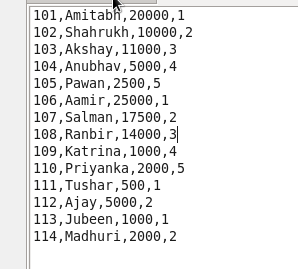 101,Amitabh,20000,1
102,Shahrukh,10000,2
103,Akshay,11000,3
104,Anubhav,5000,4
105,Pawan,2500,5
106,Aamir,25000,1
107,Salman,17500,2
108,Ranbir,14000,3
109,Katrina,1000,4
110,Priyanka,2000,5
111,Tushar,500,1
112,Ajay,5000,2
113,Jubeen,1000,1
114,Madhuri,2000,2